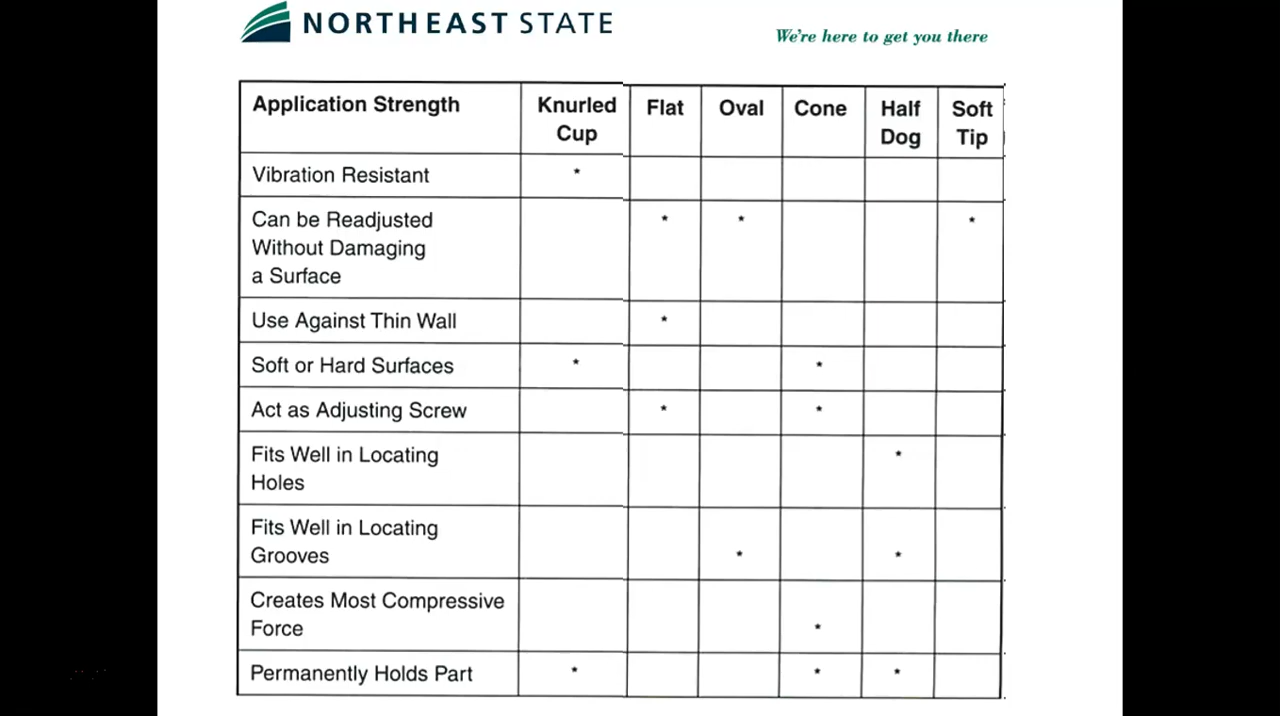 NORTHEAST STATE
We're here to get you there
Application Strength Knurled Cup Flat Oval Cone Half Dog Soft Tip
Vibration Resistant *
Can be Readjusted * * *
Without Damaging
a Surface
Use Against Thin Wall *
Soft or Hard Surfaces * *
Act as Adjusting Screw * *
Fits Well in Locating *
Holes
Fits Well in Locating
Grooves * *
Creates Most Compressive
Force *
Permanently Holds Part * * *